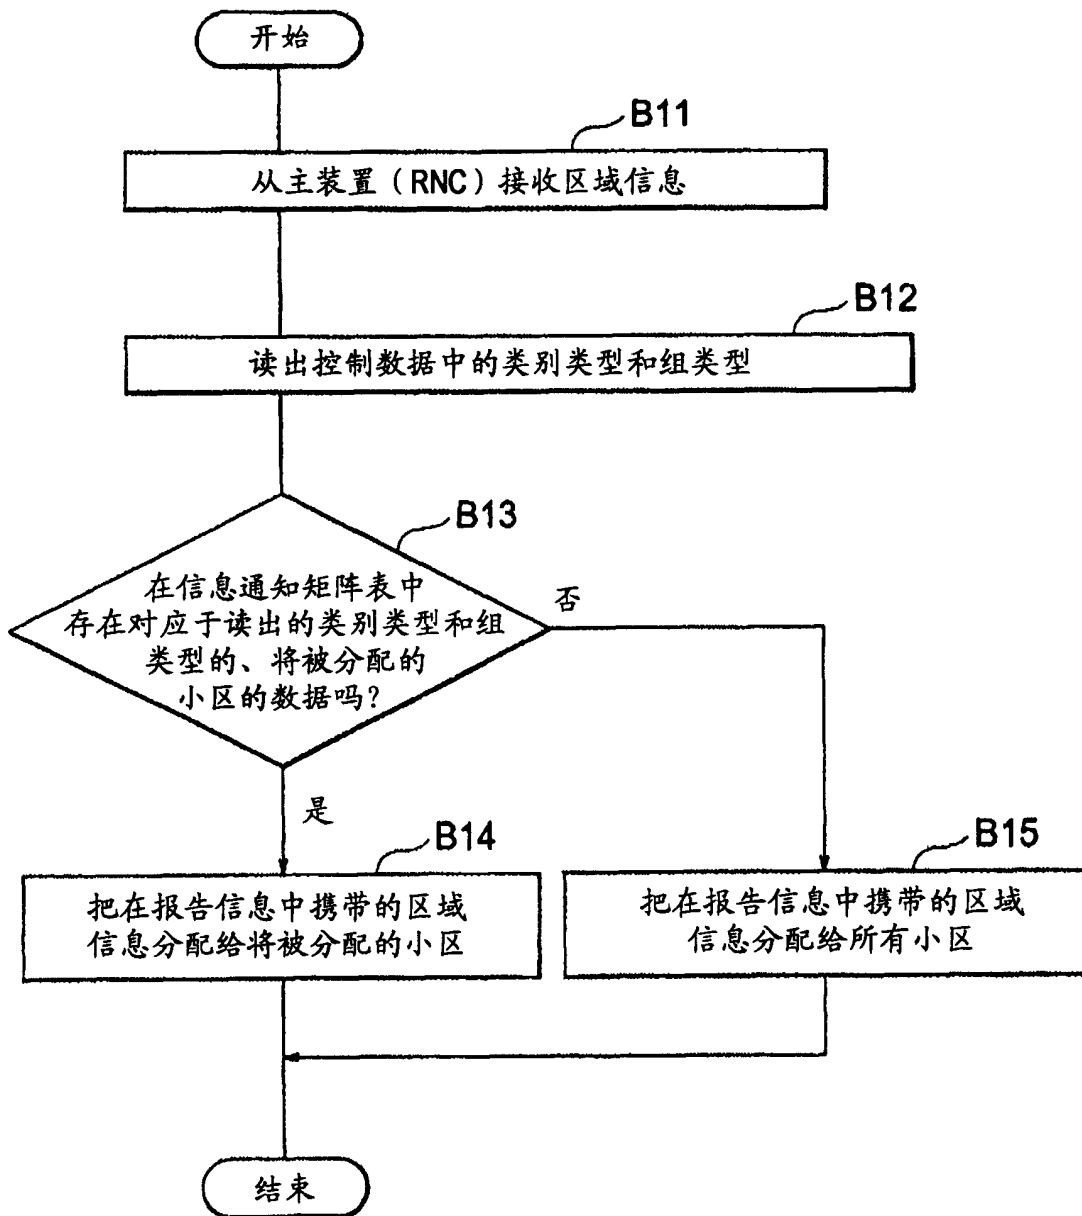 开始
B11
从主装置（RNC）接收区域信息
B12
读出控制数据中的类别类型和组类型
B13
在信息通知矩阵表中
存在对应于读出的类别类型和组
类型的、将被分配的
小区的数据吗？
否
是
B14
把在报告信息中携带的区域
信息分配给将被分配的小区
B15
把在报告信息中携带的区域
信息分配给所有小区
结束